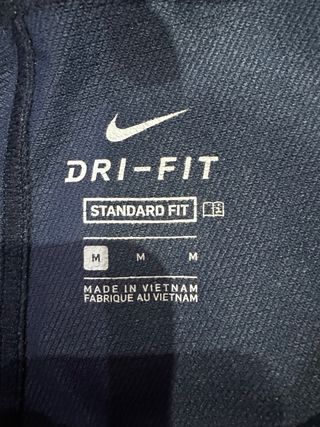 DRI-FIT
STANDARD FIT
M M M
MADE IN VIETNAM
FABRIQUE AU VIETNAM